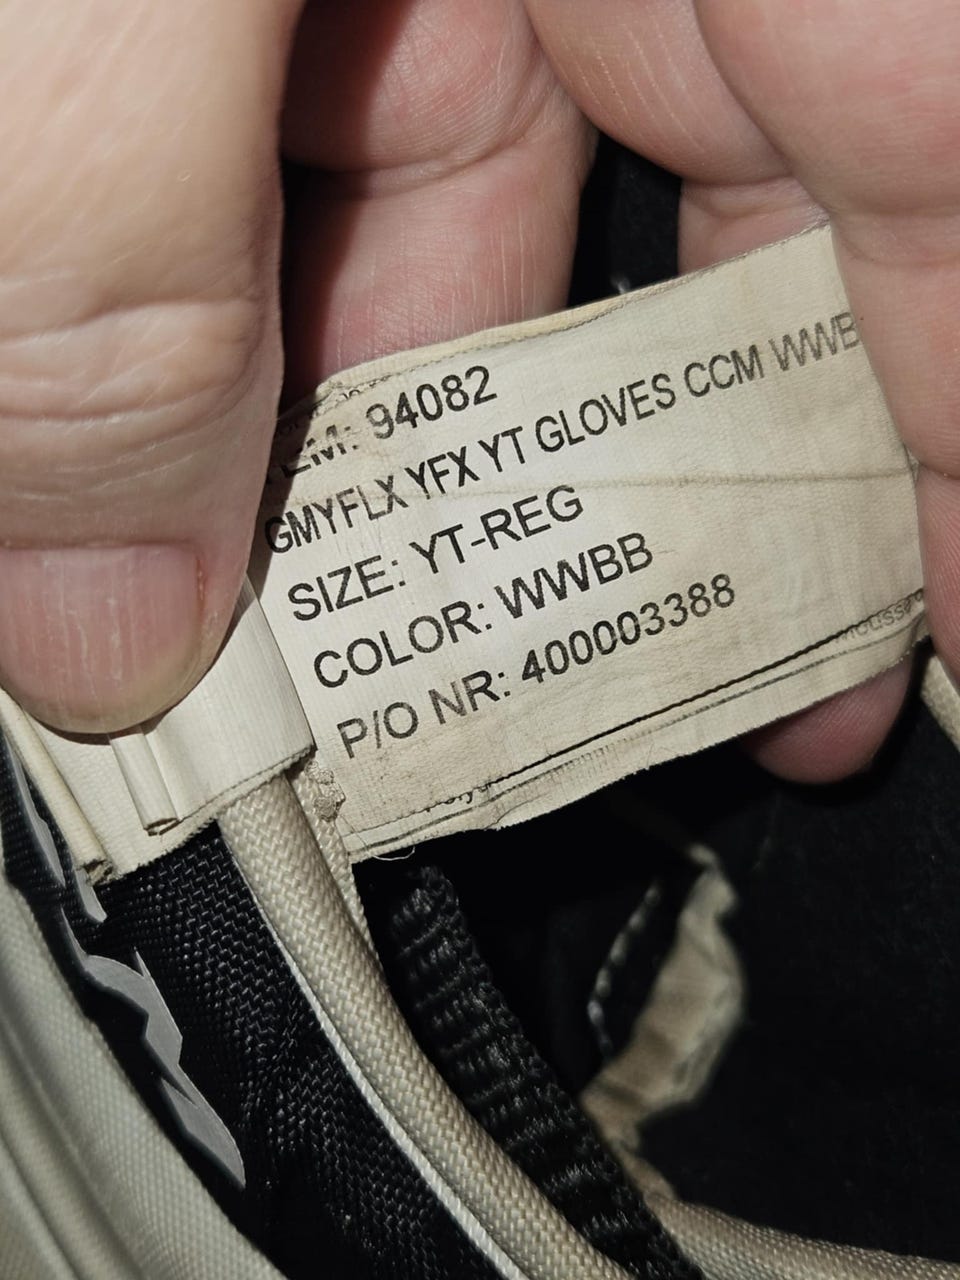 94082
GMYFLX YFX YT GLOVES CCM WWB
SIZE: YT-REG
COLOR: WWBB
P/O NR: 400003388